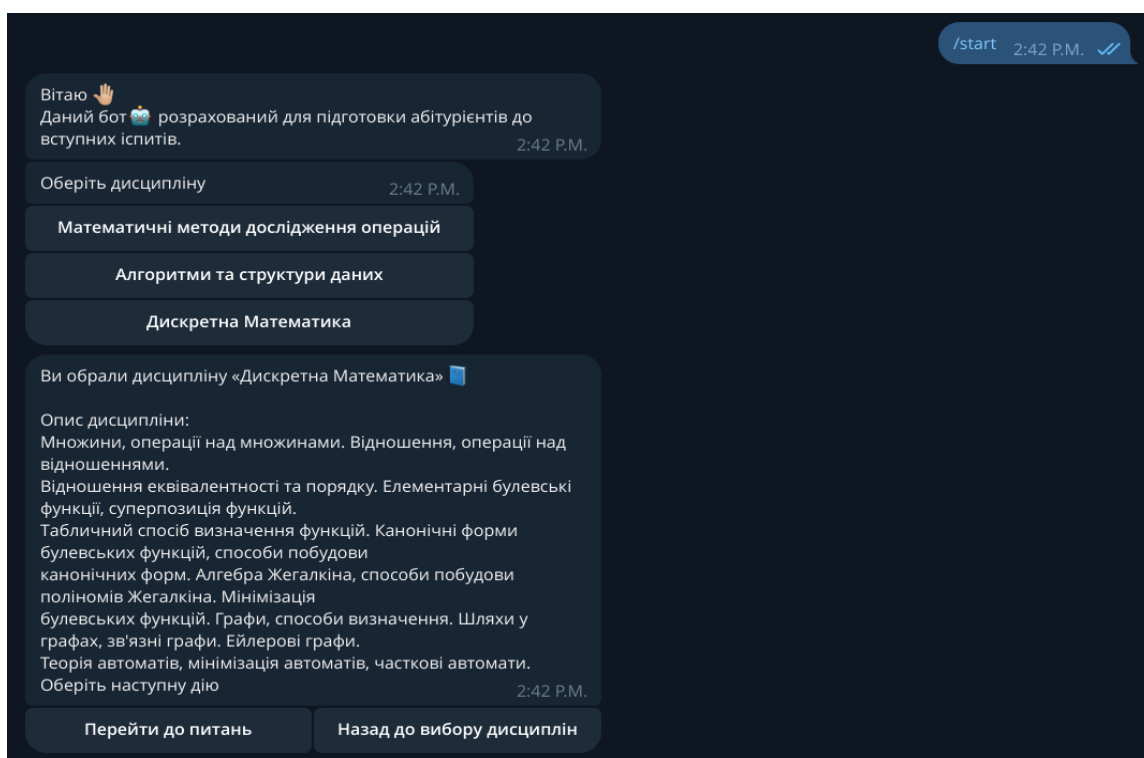 /start 2:42 P.M.
Вітаю 🤚🏼
Даний бот🤖 розрахований для підготовки абітурієнтів до
вступних іспитів. 2:42 P.M.
Оберіть дисципліну 2:42 P.M.
Математичні методи дослідження операцій
Алгоритми та структури даних
Дискретна Математика
Ви обрали дисципліну «Дискретна Математика» 📘
Опис дисципліни:
Множини, операції над множинами. Відношення, операції над
відношеннями.
Відношення еквівалентності та порядку. Елементарні булевські
функції, суперпозиція функцій.
Табличний спосіб визначення функцій. Канонічні форми
булевських функцій, способи побудови
канонічних форм. Алгебра Жегалкіна, способи побудови
поліномів Жегалкіна. Мінімізація
булевських функцій. Графи, способи визначення. Шляхи у
графах, зв'язні графи. Ейлерові графи.
Теорія автоматів, мінімізація автоматів, часткові автомати.
Оберіть наступну дію 2:42 P.M.
Перейти до питань Назад до вибору дисциплін